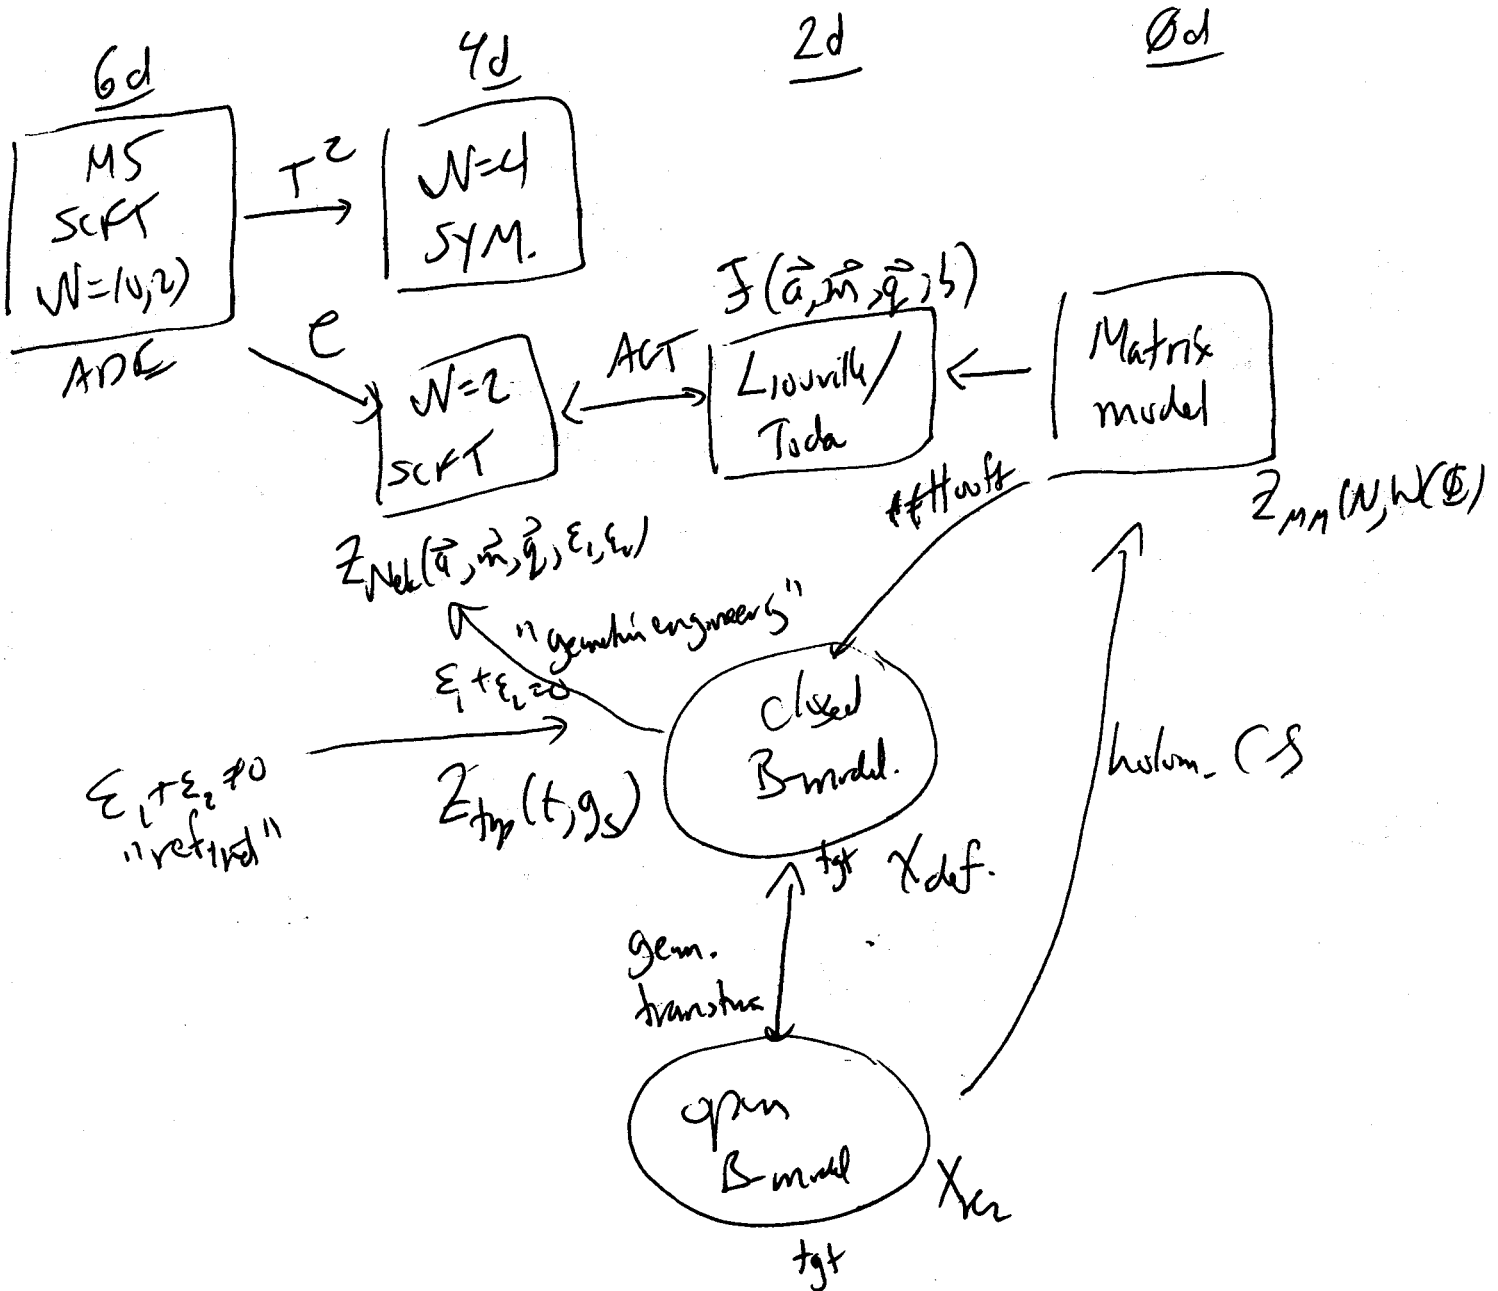 6d
4d
2d
0d
M5
SCFT
N=(0,2)
ADE
T²
N=4
SYM.
C
N=2
SCFT
AGT
F(a⃗,m⃗,q⃗;b)
Liouville/
Toda
Matrix
model
Z_MM(N,W(Φ))
't Hooft
Z_Nek(a⃗,m⃗,q⃗,ε₁,ε₂)
"geometric engineering"
ε₁+ε₂=0
ε₁+ε₂≠0
"refined"
Z_top(t,g_s)
closed
B-model.
tgt X_def.
holom. CS
geom.
transition
open
B-model
X_res
tgt